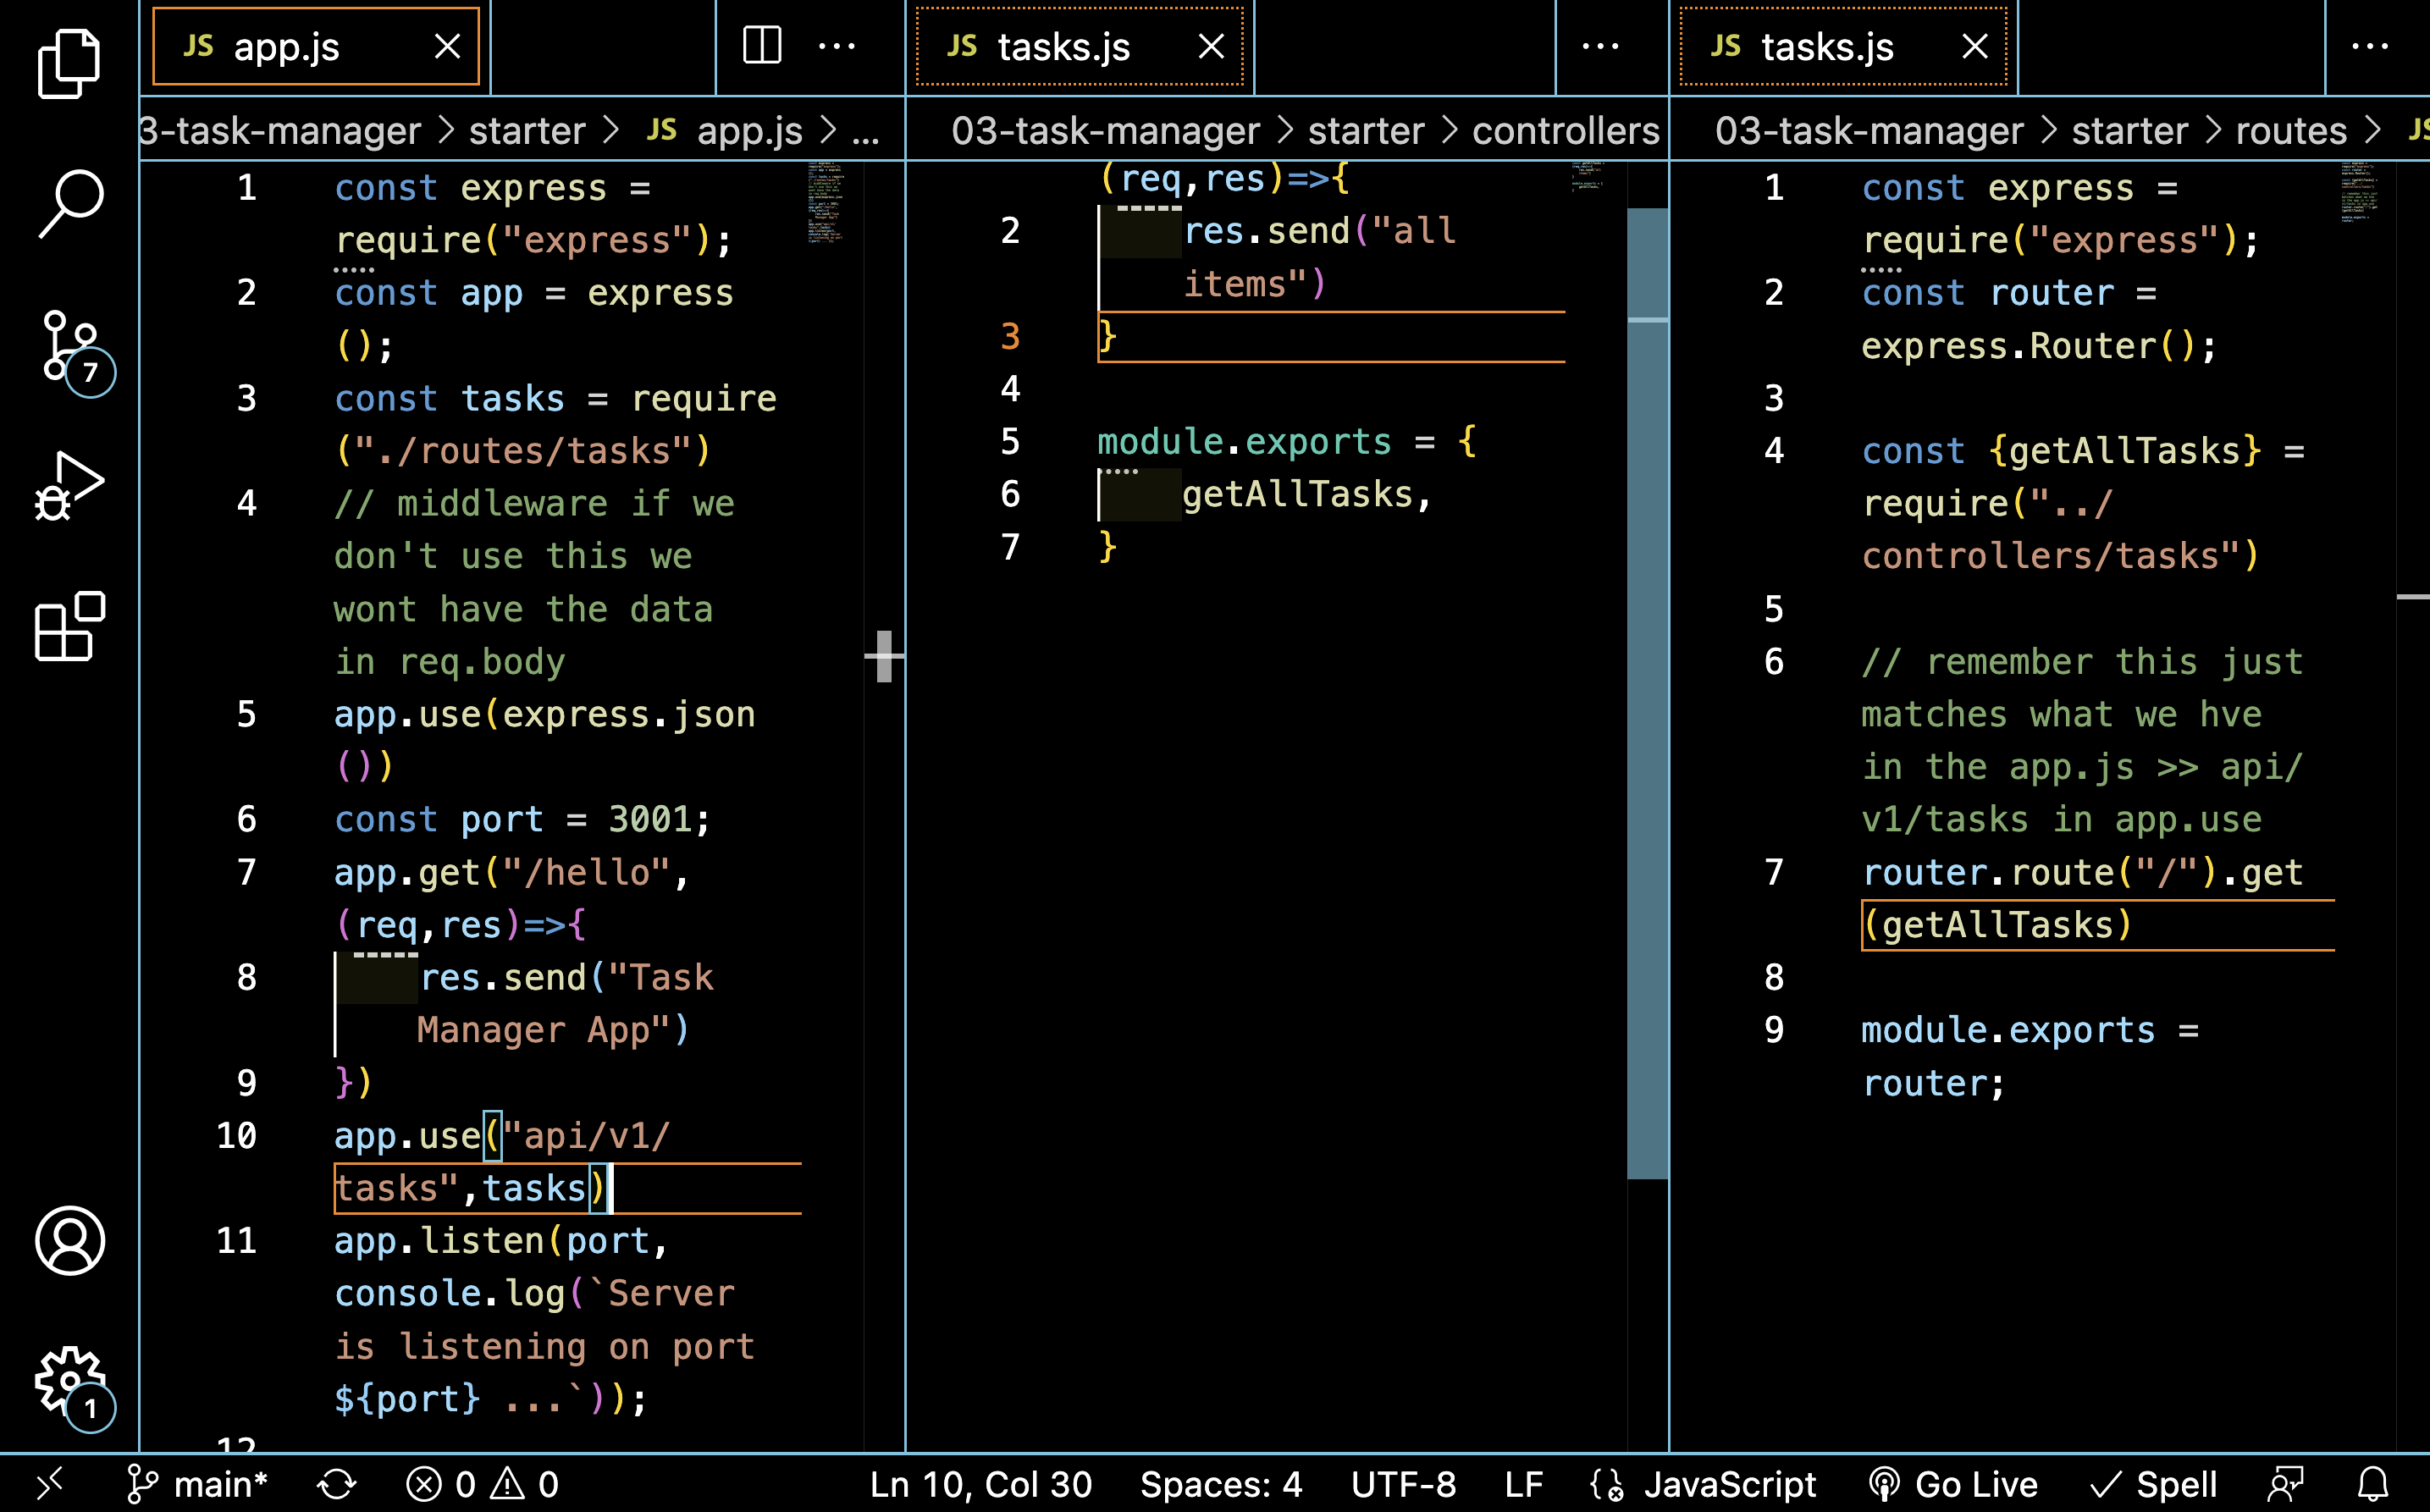 JS app.js
JS tasks.js
JS tasks.js
3-task-manager > starter > JS app.js > ...
03-task-manager > starter > controllers
03-task-manager > starter > routes > JS
7
1
1 const express =
require("express");
2 const app = express
();
3 const tasks = require
("./routes/tasks")
4 // middleware if we
don't use this we
wont have the data
in req.body
5 app.use(express.json
())
6 const port = 3001;
7 app.get("/hello",
(req,res)=>{
8 res.send("Task
Manager App")
9 })
10 app.use("api/v1/
tasks",tasks)
11 app.listen(port,
console.log(`Server
is listening on port
${port} ...`));
12
(req,res)=>{
2 res.send("all
items")
3 }
4
5 module.exports = {
6 getAllTasks,
7 }
1 const express =
require("express");
2 const router =
express.Router();
3
4 const {getAllTasks} =
require("../
controllers/tasks")
5
6 // remember this just
matches what we hve
in the app.js >> api/
v1/tasks in app.use
7 router.route("/").get
(getAllTasks)
8
9 module.exports =
router;
main* 0 0 Ln 10, Col 30 Spaces: 4 UTF-8 LF JavaScript Go Live Spell